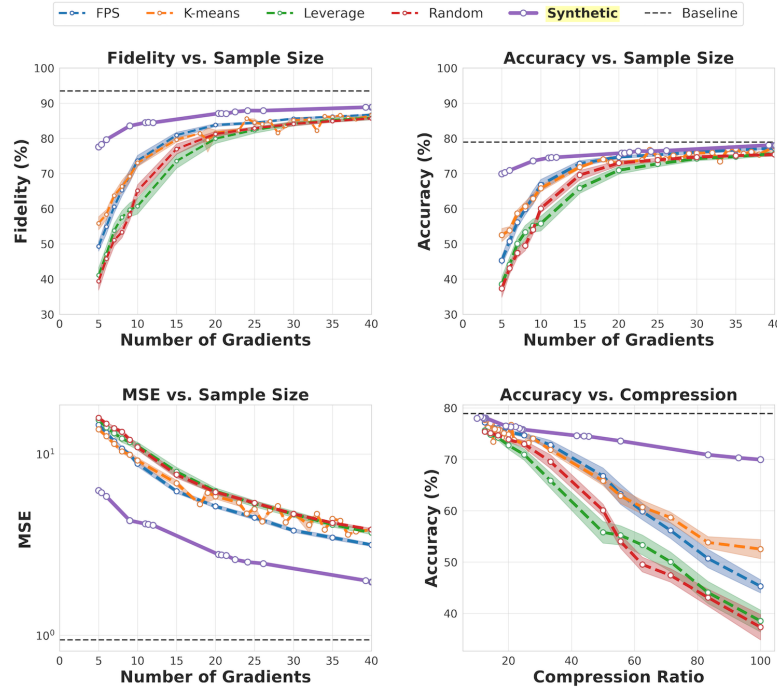 FPS K-means Leverage Random Synthetic Baseline
Fidelity vs. Sample Size
Fidelity (%)
100
90
80
70
60
50
40
30
0 5 10 15 20 25 30 35 40
Number of Gradients
Accuracy vs. Sample Size
Accuracy (%)
100
90
80
70
60
50
40
30
0 5 10 15 20 25 30 35 40
Number of Gradients
MSE vs. Sample Size
MSE
10¹
10⁰
0 5 10 15 20 25 30 35 40
Number of Gradients
Accuracy vs. Compression
Accuracy (%)
80
70
60
50
40
20 40 60 80 100
Compression Ratio